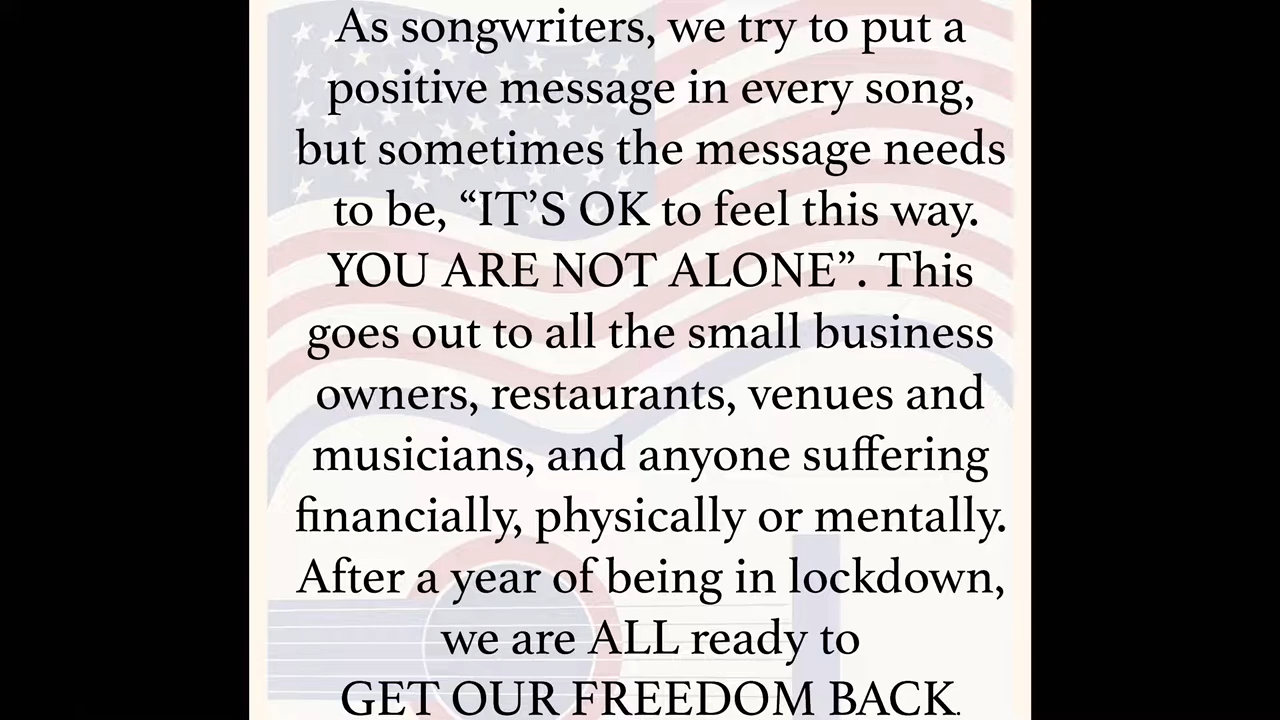 As songwriters, we try to put a
positive message in every song,
but sometimes the message needs
to be, “IT’S OK to feel this way.
YOU ARE NOT ALONE”. This
goes out to all the small business
owners, restaurants, venues and
musicians, and anyone suffering
financially, physically or mentally.
After a year of being in lockdown,
we are ALL ready to
GET OUR FREEDOM BACK.